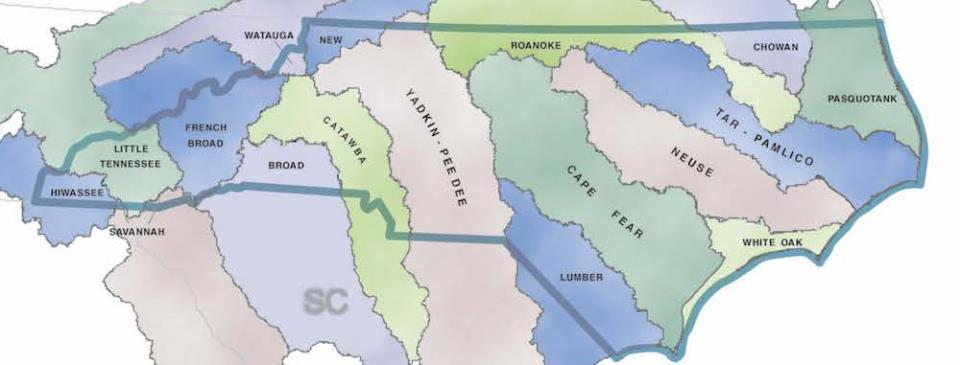 WATAUGA
NEW
ROANOKE
CHOWAN
PASQUOTANK
YADKIN - PEE DEE
TAR - PAMLICO
CATAWBA
FRENCH
BROAD
LITTLE
TENNESSEE
BROAD
NEUSE
CAPE FEAR
HIWASSEE
SAVANNAH
WHITE OAK
LUMBER
SC